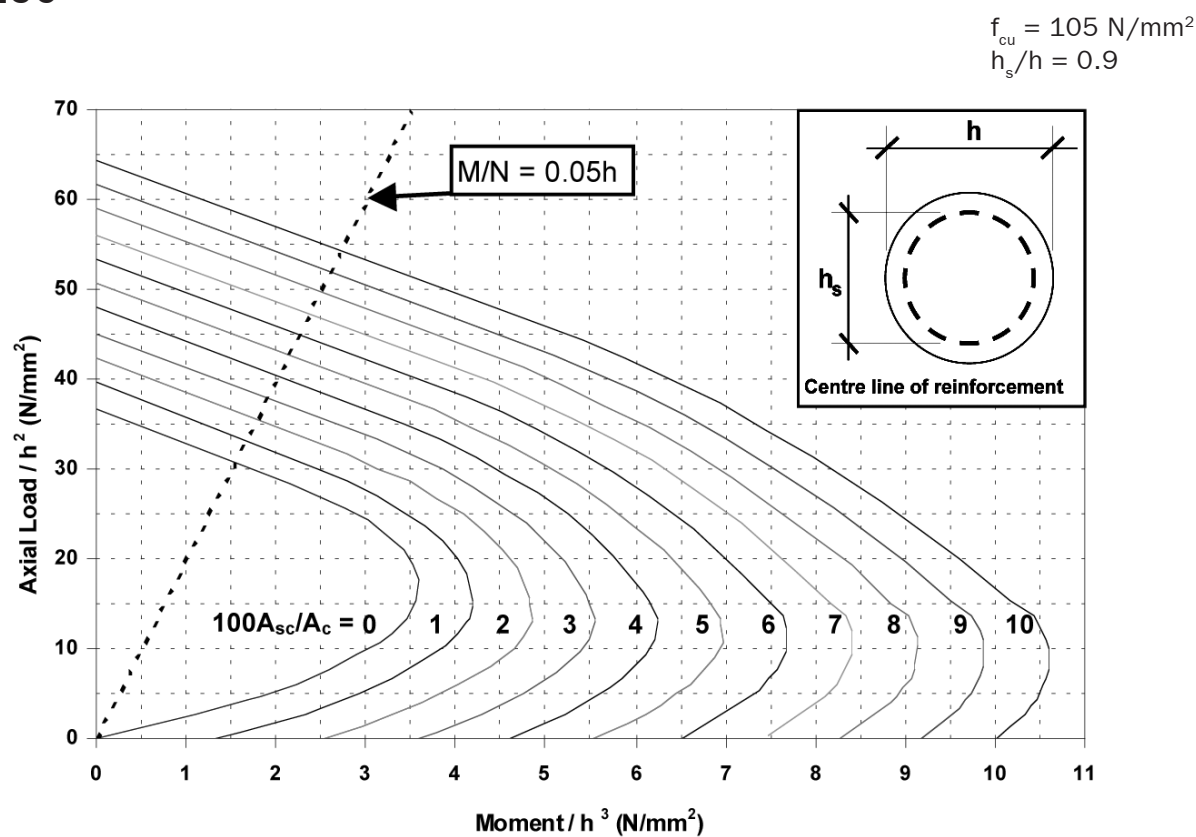 f_cu = 105 N/mm²
h_s/h = 0.9
70
60
50
40
30
20
10
0
Axial Load / h² (N/mm²)
M/N = 0.05h
h
h_s
Centre line of reinforcement
100A_sc/A_c = 0 1 2 3 4 5 6 7 8 9 10
0 1 2 3 4 5 6 7 8 9 10 11
Moment / h³ (N/mm²)